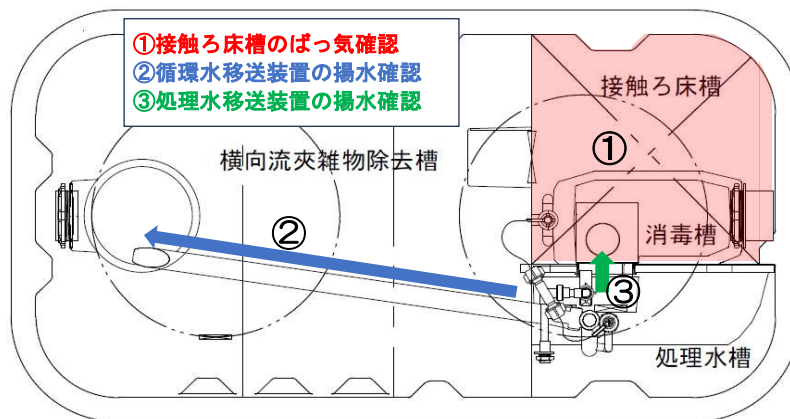 ①接触ろ床槽のばっ気確認
②循環水移送装置の揚水確認
③処理水移送装置の揚水確認
接触ろ床槽
①
横向流夾雑物除去槽
消毒槽
②
③
処理水槽